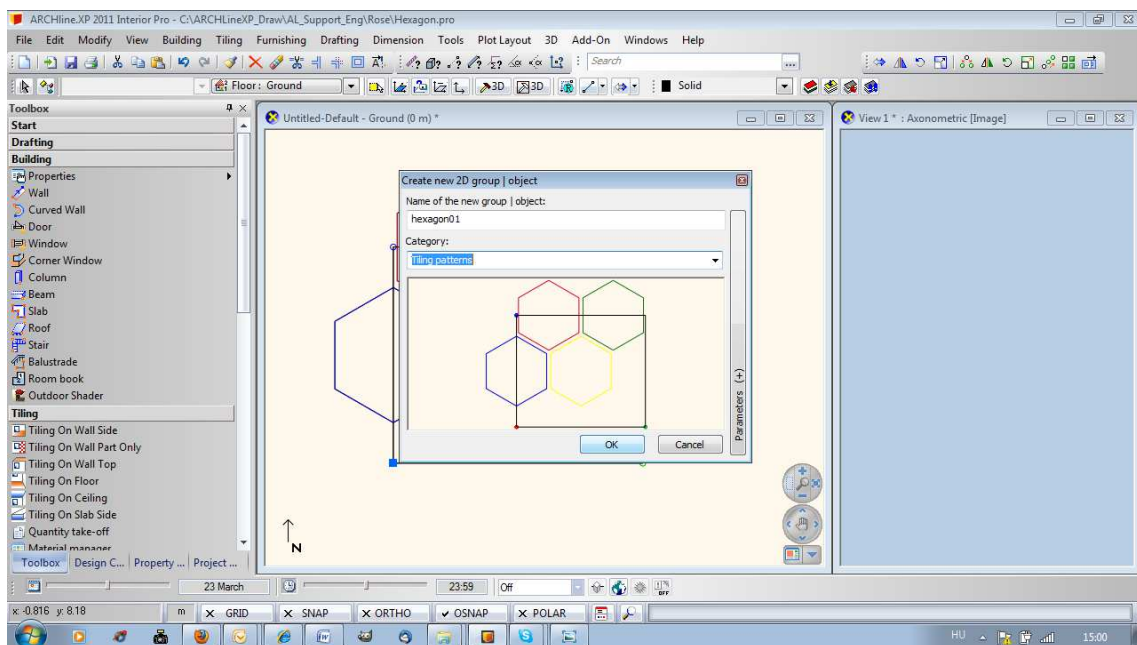 ARCHline.XP 2011 Interior Pro - C:\ARCHLineXP_Draw\AL_Support_Eng\Rose\Hexagon.pro
File Edit Modify View Building Tiling Furnishing Drafting Dimension Tools Plot Layout 3D Add-On Windows Help
Search ...
Floor: Ground 3D 3D Solid
Toolbox
Start
Drafting
Building
Properties
Wall
Curved Wall
Door
Window
Corner Window
Column
Beam
Slab
Roof
Stair
Balustrade
Room book
Outdoor Shader
Tiling
Tiling On Wall Side
Tiling On Wall Part Only
Tiling On Wall Top
Tiling On Floor
Tiling On Ceiling
Tiling On Slab Side
Quantity take-off
Material manager
Toolbox Design C... Property ... Project ...
Untitled-Default - Ground (0 m) *
Create new 2D group | object
Name of the new group | object:
hexagon01
Category:
Tiling patterns
Parameters (+)
OK Cancel
N
View 1 * : Axonometric [Image]
23 March 23:59 Off OFF
x: -0.816 y: 8.18 m GRID SNAP ORTHO OSNAP POLAR
HU 15:00